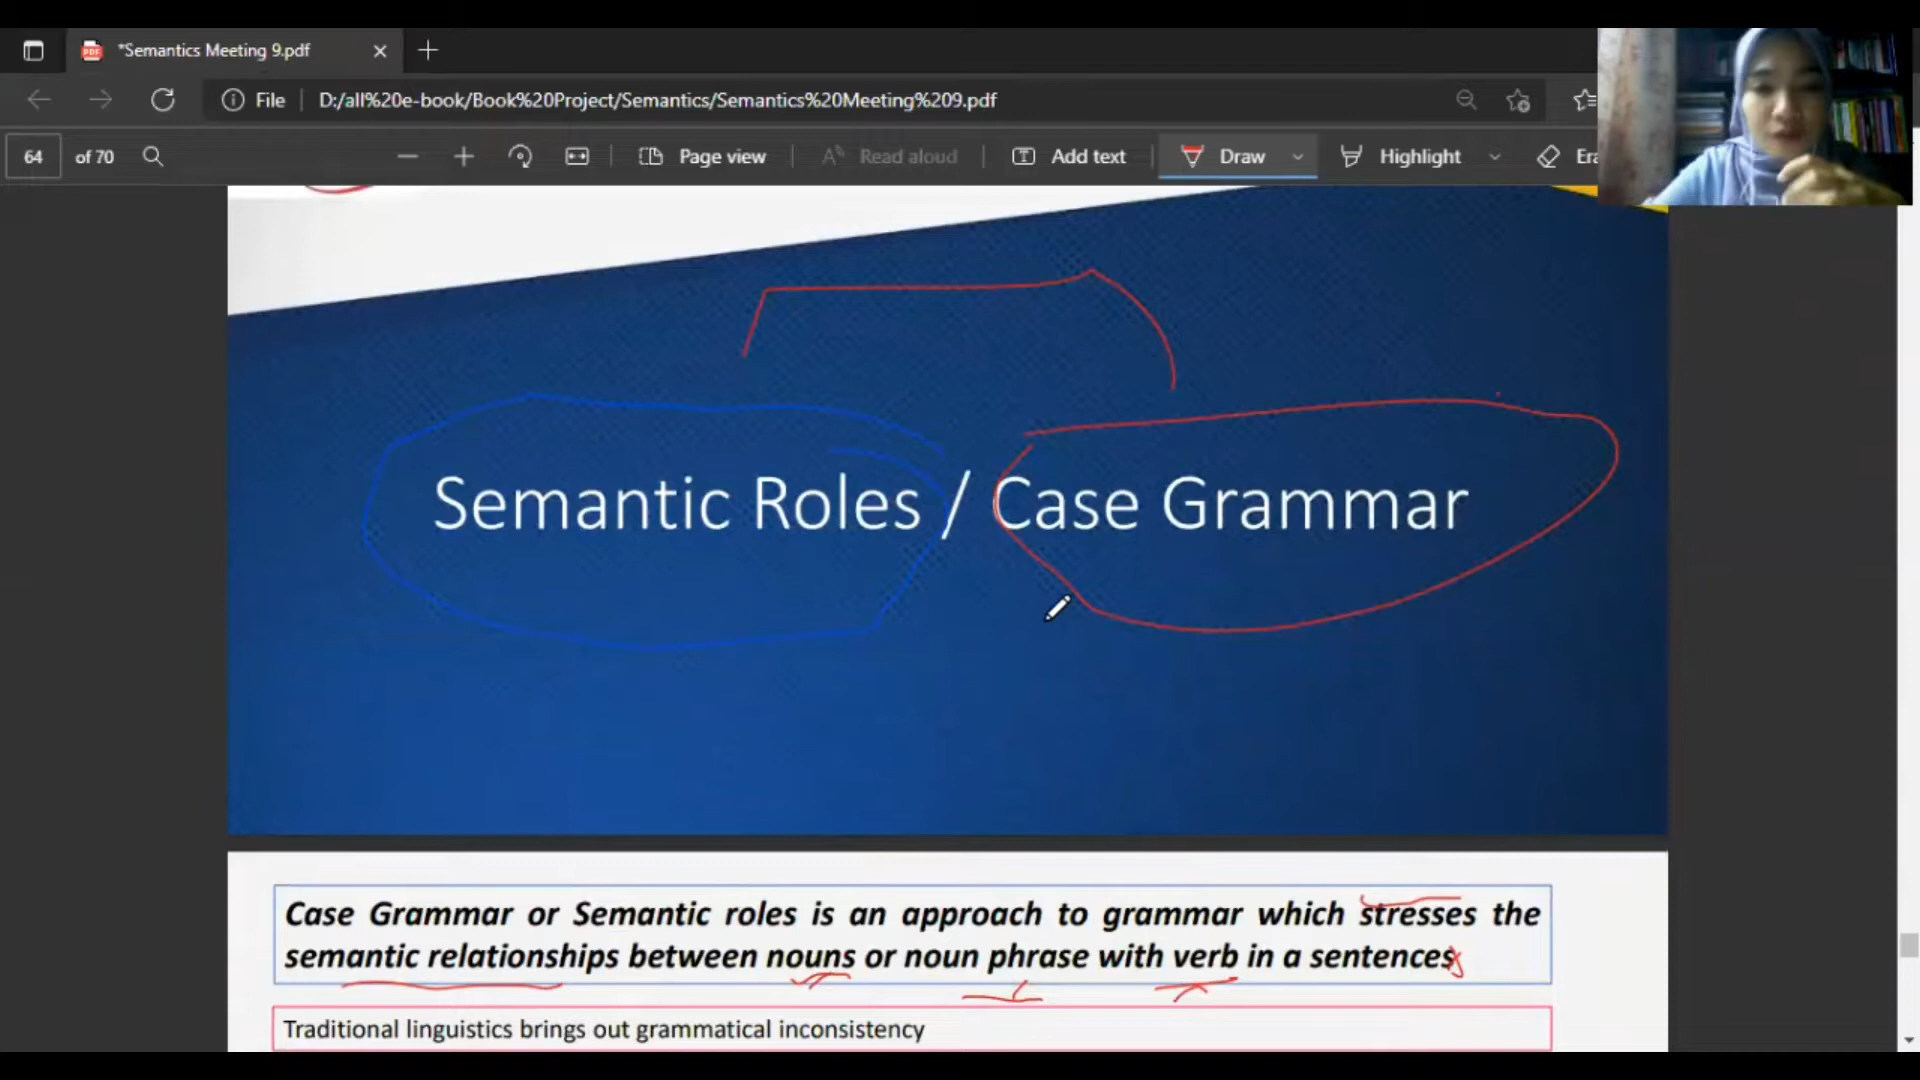 *Semantics Meeting 9.pdf
File D:/all%20e-book/Book%20Project/Semantics/Semantics%20Meeting%209.pdf
64 of 70 Page view Read aloud Add text Draw Highlight Era
Semantic Roles / Case Grammar
Case Grammar or Semantic roles is an approach to grammar which stresses the
semantic relationships between nouns or noun phrase with verb in a sentences
Traditional linguistics brings out grammatical inconsistency